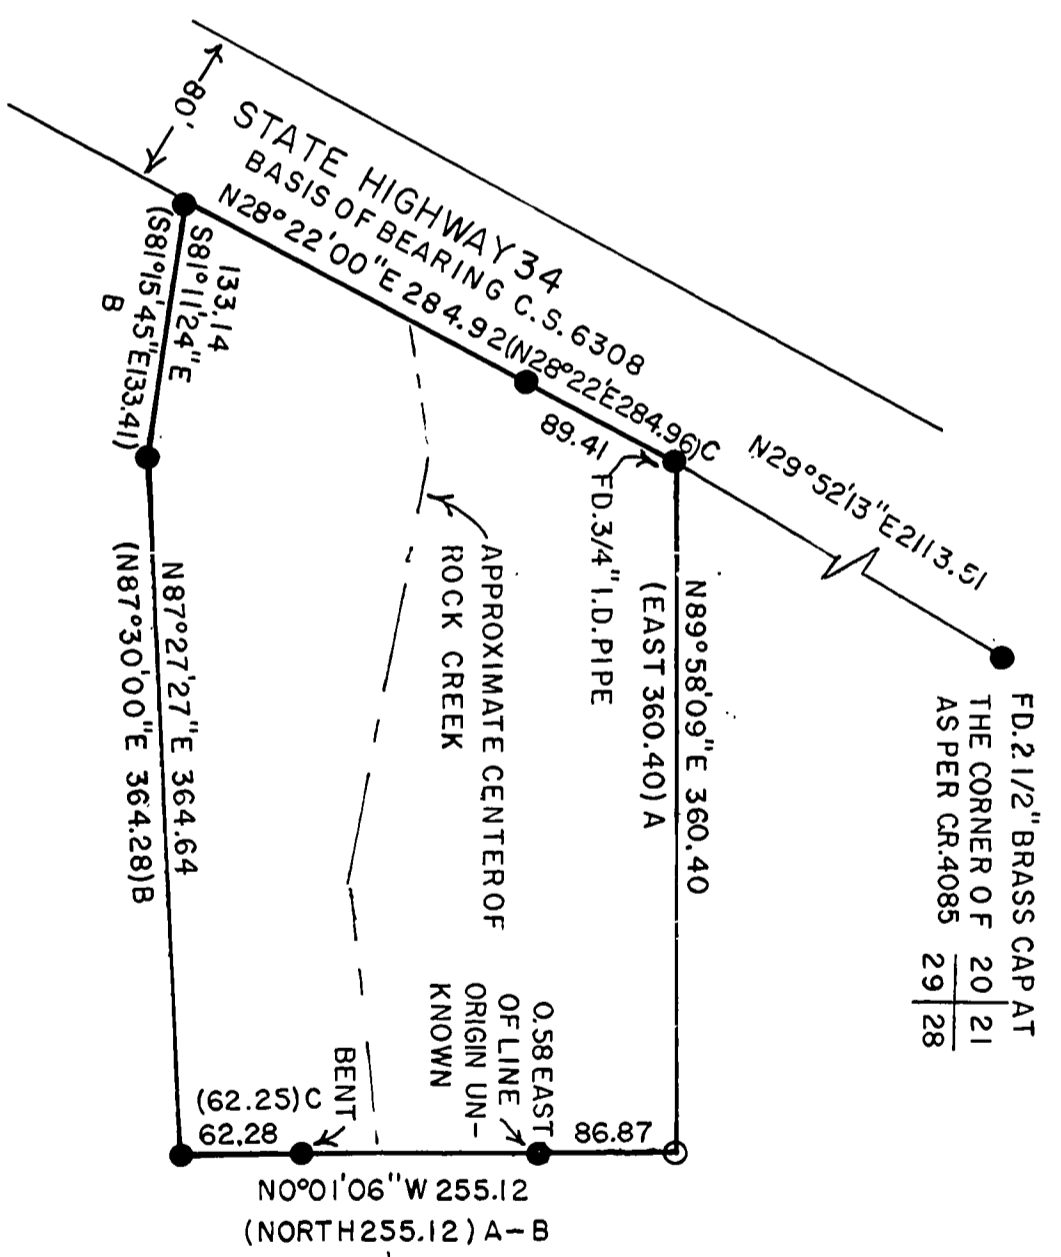 80'
STATE HIGHWAY 34
BASIS OF BEARING C.S. 6308
N28°22'00"E 284.92(N28°22'E284.96)C
89.41
N29°52'13"E2113.51
FD.3/4" I.D. PIPE
133.14
S81°11'24"E
(S81°15'45"E133.41)
B
FD.2 1/2" BRASS CAP AT
THE CORNER OF 20 21
AS PER CR.4085 29 28
N89°58'09"E 360.40
(EAST 360.40) A
APPROXIMATE CENTER OF
ROCK CREEK
N87°27'27"E 364.64
(N87°30'00"E 364.28)B
0.58 EAST
OF LINE
ORIGIN UN-
KNOWN
BENT
(62.25)C
62.28
86.87
N0°01'06"W 255.12
(NORTH255.12) A-B